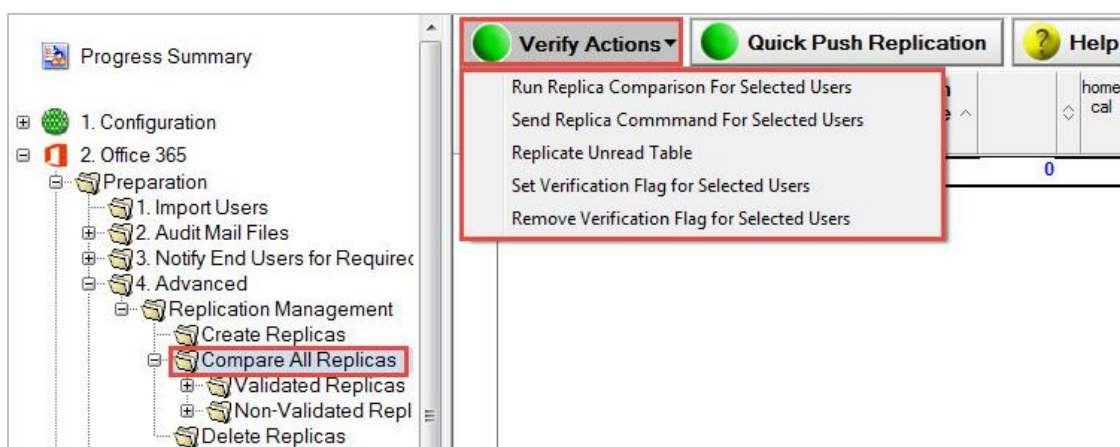 Progress Summary
1. Configuration
2. Office 365
Preparation
1. Import Users
2. Audit Mail Files
3. Notify End Users for Required
4. Advanced
Replication Management
Create Replicas
Compare All Replicas
Validated Replicas
Non-Validated Repl
Delete Replicas
Verify Actions
Quick Push Replication
Help
Run Replica Comparison For Selected Users
Send Replica Commmand For Selected Users
Replicate Unread Table
Set Verification Flag for Selected Users
Remove Verification Flag for Selected Users
home
cal
0